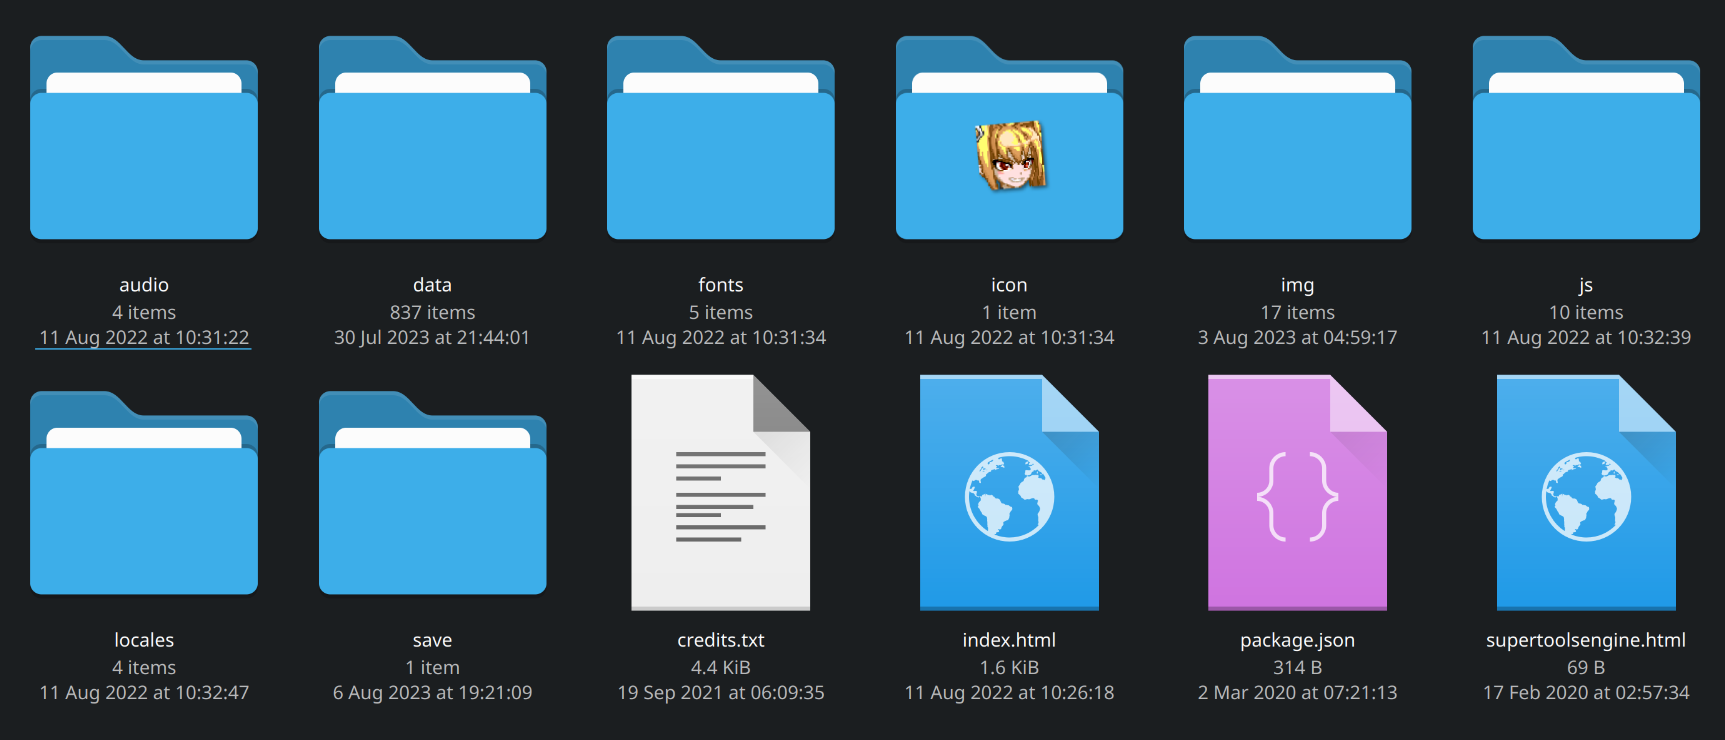 audio
4 items
11 Aug 2022 at 10:31:22
data
837 items
30 Jul 2023 at 21:44:01
fonts
5 items
11 Aug 2022 at 10:31:34
icon
1 item
11 Aug 2022 at 10:31:34
img
17 items
3 Aug 2023 at 04:59:17
js
10 items
11 Aug 2022 at 10:32:39
locales
4 items
11 Aug 2022 at 10:32:47
save
1 item
6 Aug 2023 at 19:21:09
credits.txt
4.4 KiB
19 Sep 2021 at 06:09:35
index.html
1.6 KiB
11 Aug 2022 at 10:26:18
package.json
314 B
2 Mar 2020 at 07:21:13
supertoolsengine.html
69 B
17 Feb 2020 at 02:57:34